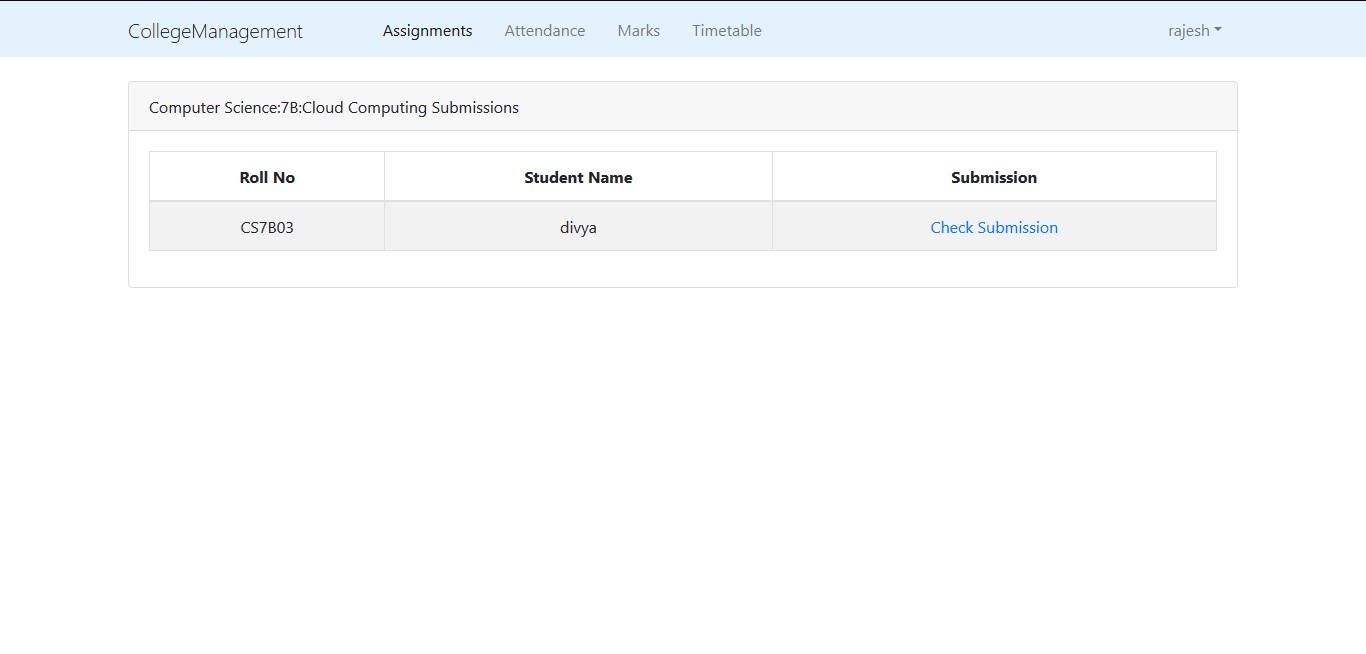 CollegeManagement Assignments Attendance Marks Timetable rajesh
Computer Science:7B:Cloud Computing Submissions
Roll No Student Name Submission
CS7B03 divya Check Submission